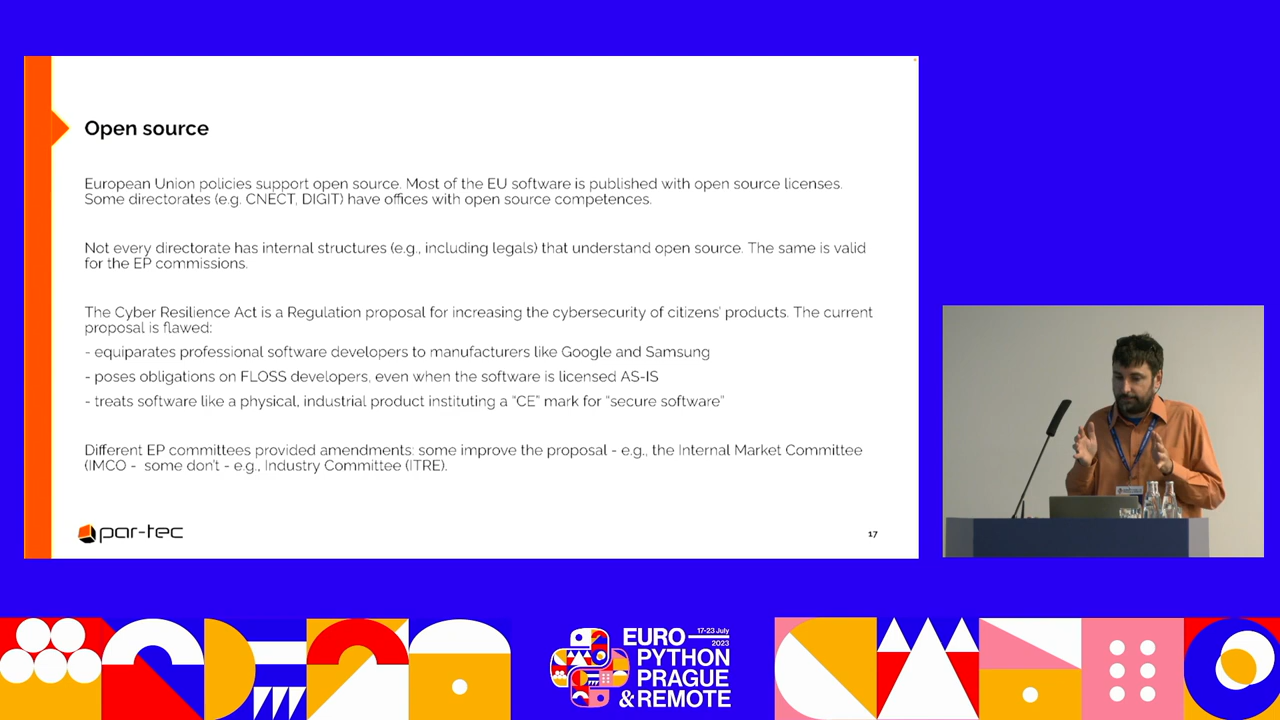 Open source
European Union policies support open source. Most of the EU software is published with open source licenses.
Some directorates (e.g. CNECT, DIGIT) have offices with open source competences.
Not every directorate has internal structures (e.g., including legals) that understand open source. The same is valid
for the EP commissions.
The Cyber Resilience Act is a Regulation proposal for increasing the cybersecurity of citizens' products. The current
proposal is flawed:
- equiparates professional software developers to manufacturers like Google and Samsung
- poses obligations on FLOSS developers, even when the software is licensed AS-IS
- treats software like a physical, industrial product instituting a “CE” mark for “secure software”
Different EP committees provided amendments: some improve the proposal - e.g., the Internal Market Committee
(IMCO -  some don't - e.g., Industry Committee (ITRE).
par-tec
17
EURO
17-23 July
2023
PYTHON
PRAGUE
& REMOTE